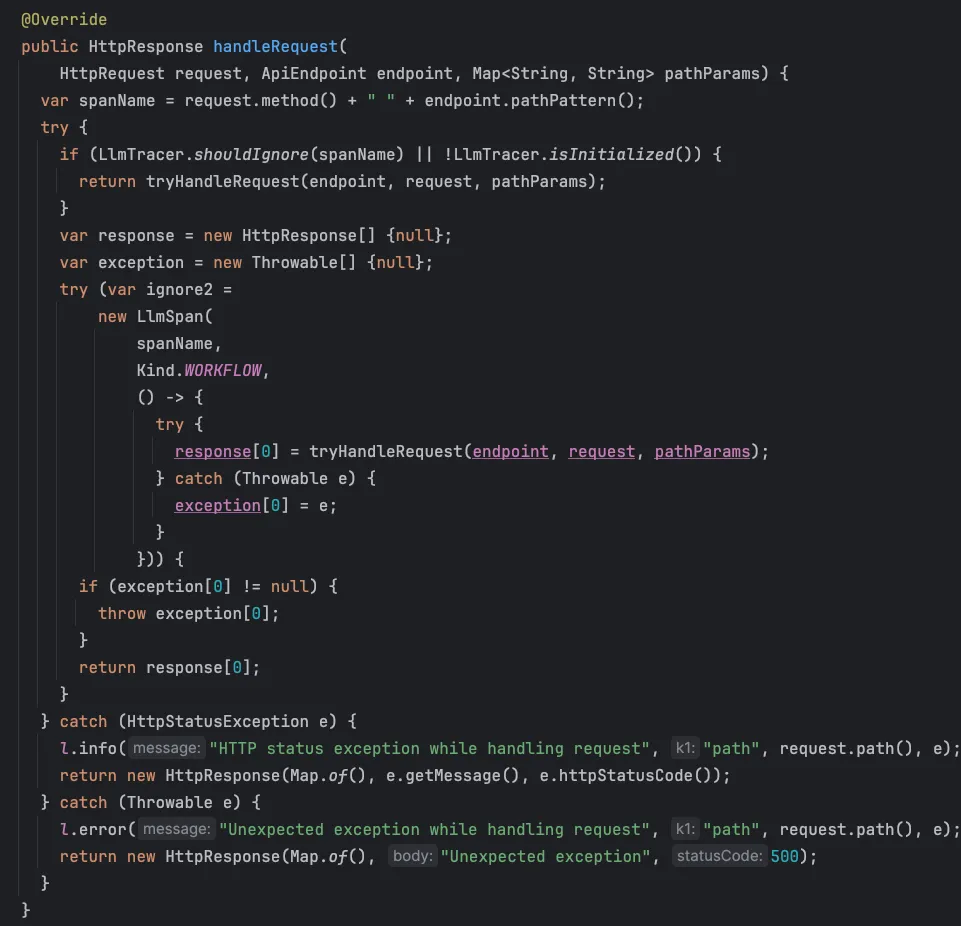 @Override
public HttpResponse handleRequest(
HttpRequest request, ApiEndpoint endpoint, Map<String, String> pathParams) {
var spanName = request.method() + " " + endpoint.pathPattern();
try {
if (LlmTracer.shouldIgnore(spanName) || !LlmTracer.isInitialized()) {
return tryHandleRequest(endpoint, request, pathParams);
}
var response = new HttpResponse[] {null};
var exception = new Throwable[] {null};
try (var ignore2 =
new LlmSpan(
spanName,
Kind.WORKFLOW,
() -> {
try {
response[0] = tryHandleRequest(endpoint, request, pathParams);
} catch (Throwable e) {
exception[0] = e;
}
})) {
if (exception[0] != null) {
throw exception[0];
}
return response[0];
}
} catch (HttpStatusException e) {
l.info( message: "HTTP status exception while handling request", k1: "path", request.path(), e);
return new HttpResponse(Map.of(), e.getMessage(), e.httpStatusCode());
} catch (Throwable e) {
l.error( message: "Unexpected exception while handling request", k1: "path", request.path(), e);
return new HttpResponse(Map.of(), body: "Unexpected exception", statusCode: 500);
}
}